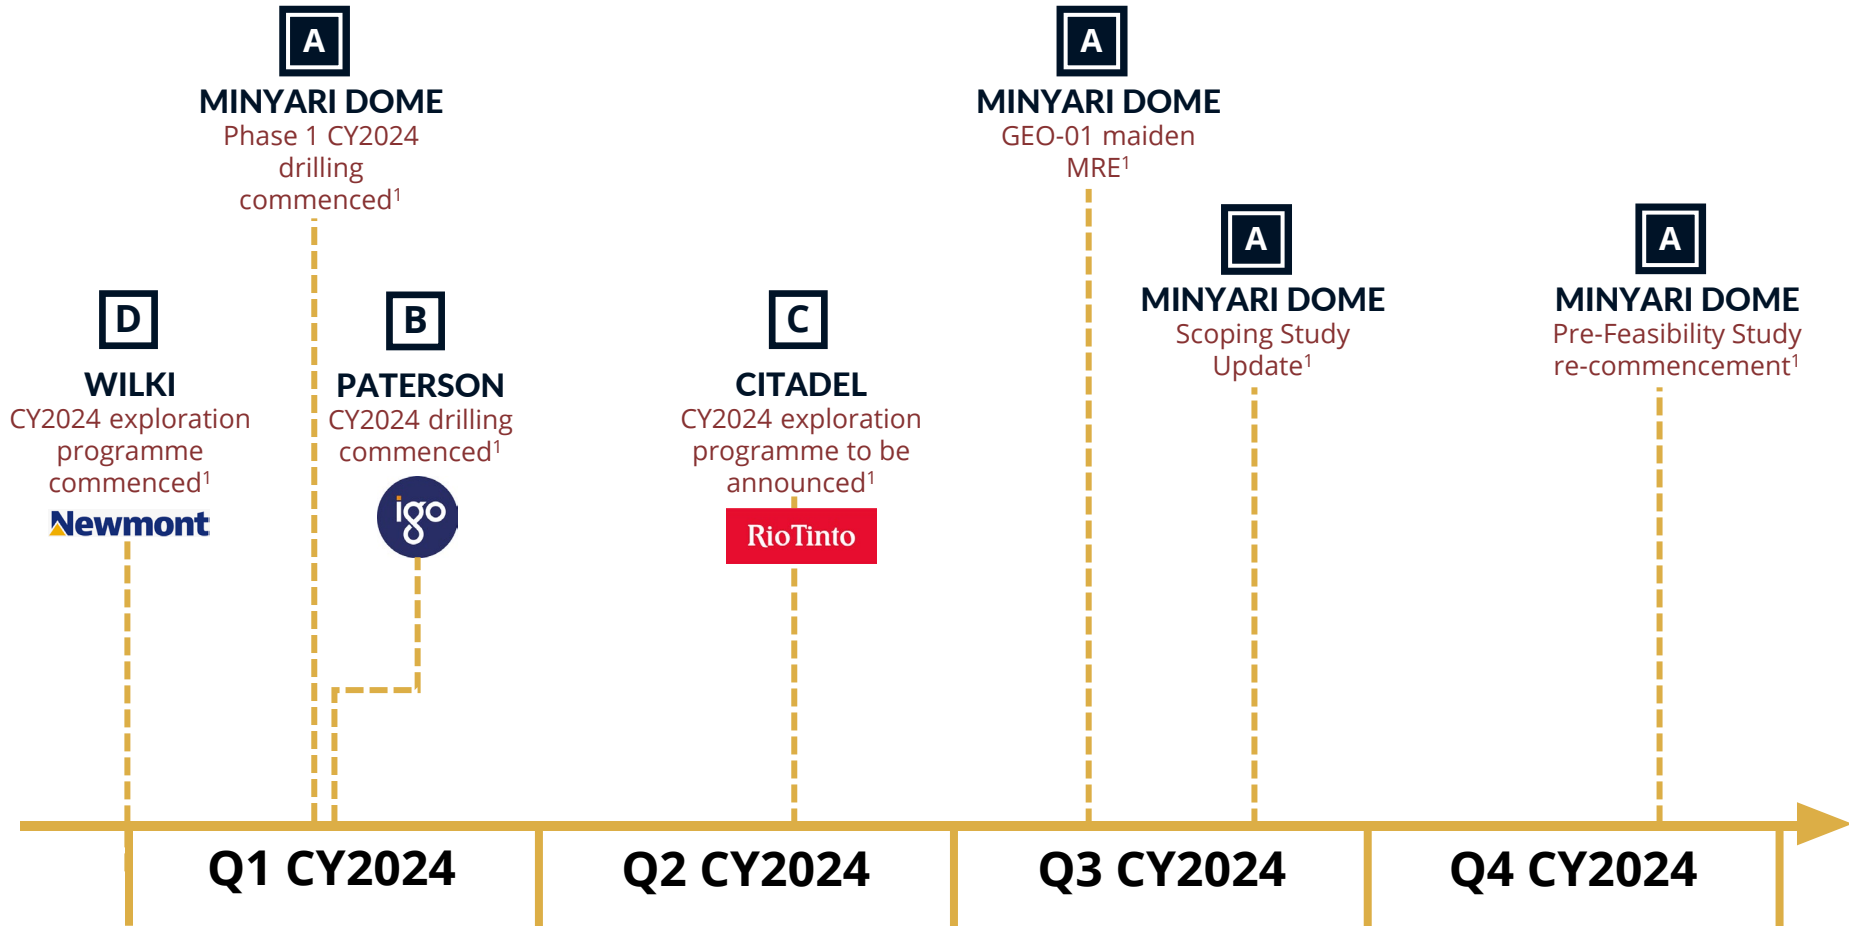 A
MINYARI DOME
Phase 1 CY2024
drilling
commenced¹
A
MINYARI DOME
GEO-01 maiden
MRE¹
A
MINYARI DOME
Scoping Study
Update¹
A
MINYARI DOME
Pre-Feasibility Study
re-commencement¹
D
WILKI
CY2024 exploration
programme
commenced¹
Newmont
B
PATERSON
CY2024 drilling
commenced¹
igo
C
CITADEL
CY2024 exploration
programme to be
announced¹
RioTinto
Q1 CY2024
Q2 CY2024
Q3 CY2024
Q4 CY2024